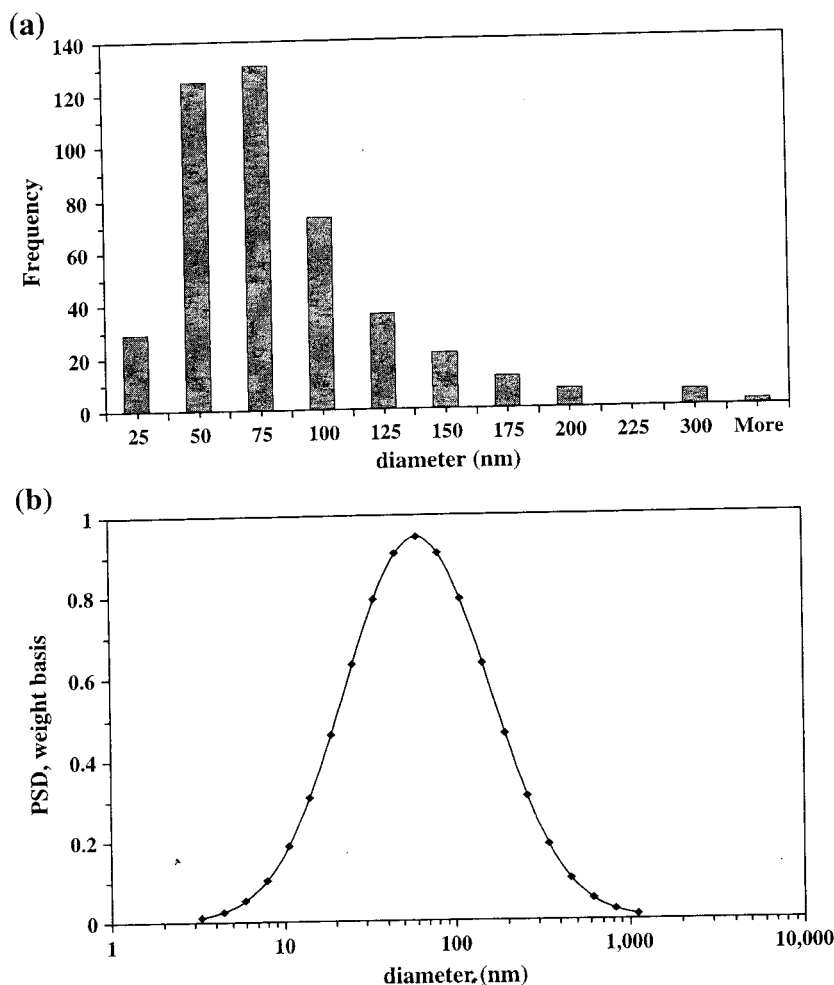 (a)
140
120
100
80
60
40
20
0
Frequency
25 50 75 100 125 150 175 200 225 300 More
diameter (nm)
(b)
1
0.8
0.6
0.4
0.2
0
PSD, weight basis
1 10 100 1,000 10,000
diameter (nm)